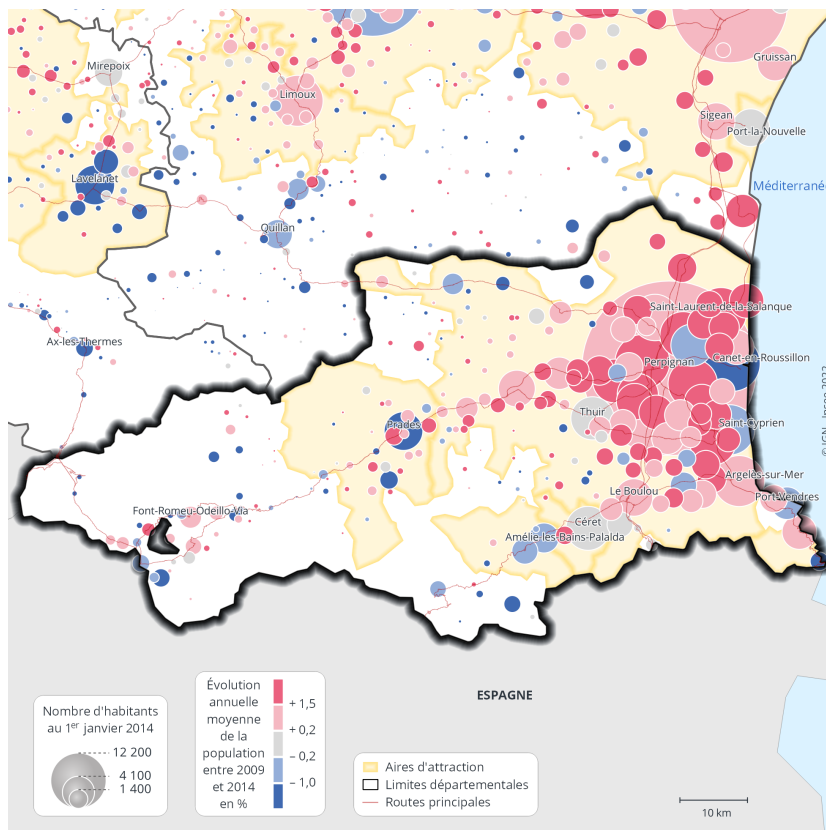 Gruissan
Mirepoix
Limoux
Sigean
Port-la-Nouvelle
Lavelanet
Méditerrané
Quillan
Saint-Laurent-de-la-Salanque
Ax-les-Thermes
Perpignan
Canet-en-Roussillon
Thuir
Prades
Saint-Cyprien
Argelès-sur-Mer
Le Boulou
Port-Vendres
Font-Romeu-Odeillo-Via
Céret
Amélie-les-Bains-Palalda
© IGN - Insee 2022
ESPAGNE
Nombre d'habitants
au 1er janvier 2014
12 200
4 100
1 400
Évolution
annuelle
moyenne
de la
population
entre 2009
et 2014
en %
+ 1,5
+ 0,2
– 0,2
– 1,0
Aires d'attraction
Limites départementales
Routes principales
10 km